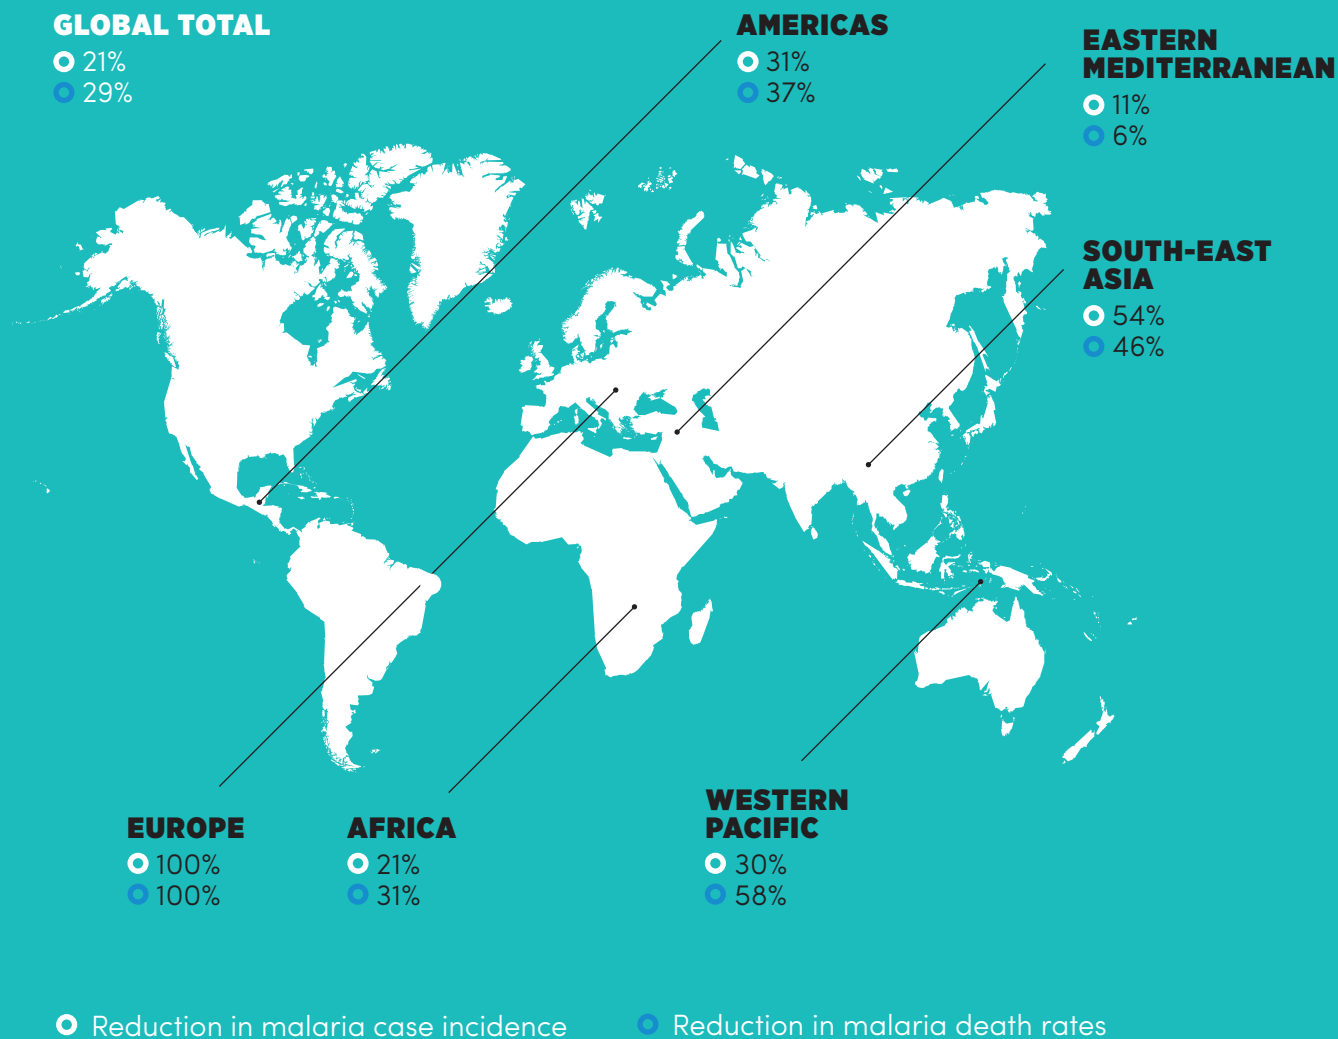 GLOBAL TOTAL
21%
29%
AMERICAS
31%
37%
EASTERN
MEDITERRANEAN
11%
6%
SOUTH-EAST
ASIA
54%
46%
EUROPE
100%
100%
AFRICA
21%
31%
WESTERN
PACIFIC
30%
58%
Reduction in malaria case incidence
Reduction in malaria death rates